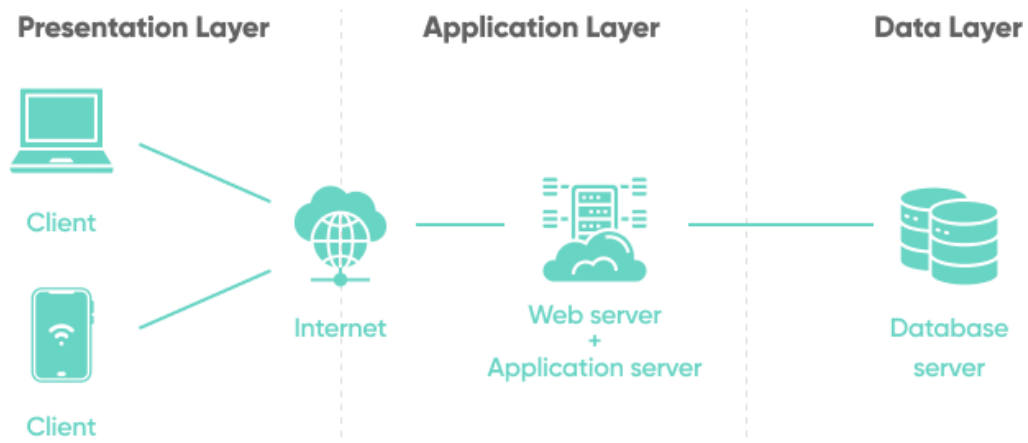 Presentation Layer
Application Layer
Data Layer
Client
Client
Internet
Web server
+
Application server
Database
server